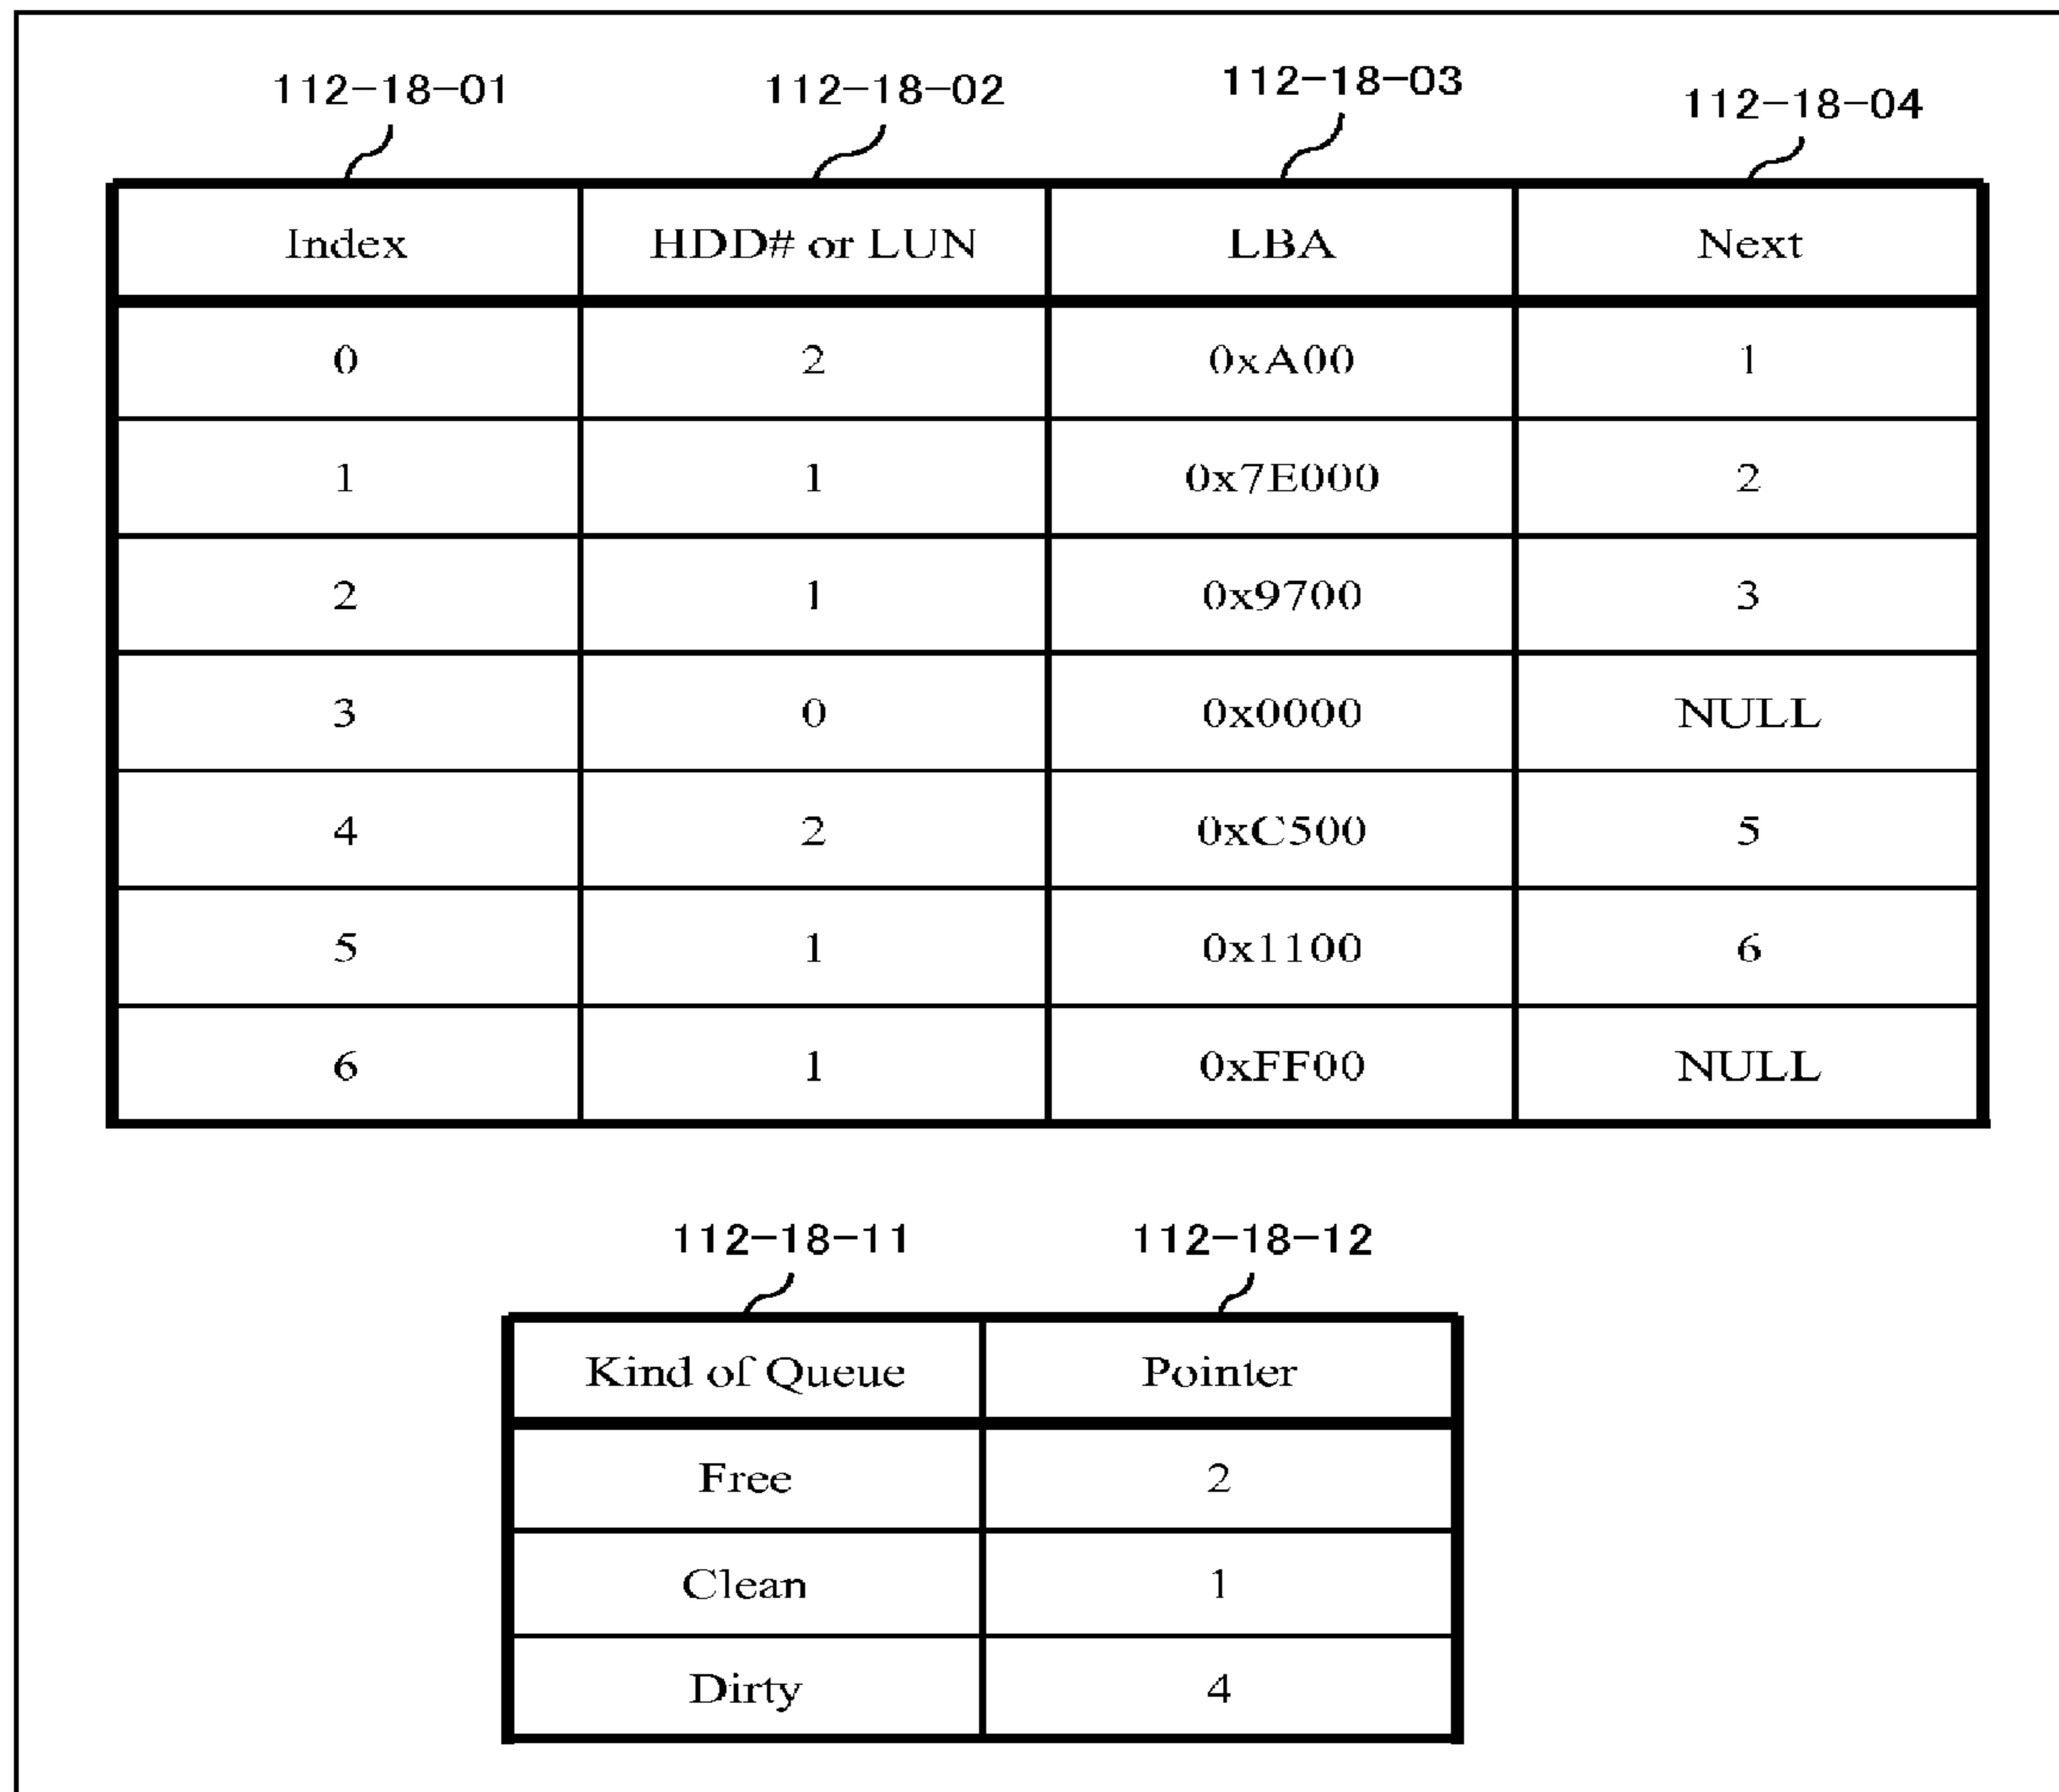 112-18-01 112-18-02 112-18-03 112-18-04
Index HDD# or LUN LBA Next
0 2 0xA00 1
1 1 0x7E000 2
2 1 0x9700 3
3 0 0x0000 NULL
4 2 0xC500 5
5 1 0x1100 6
6 1 0xFF00 NULL
112-18-11 112-18-12
Kind of Queue Pointer
Free 2
Clean 1
Dirty 4